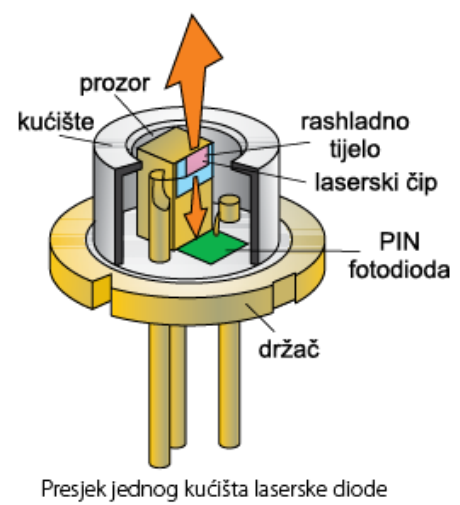 prozor
kućište
rashladno
tijelo
laserski čip
PIN
fotodioda
držač
Presjek jednog kućišta laserske diode